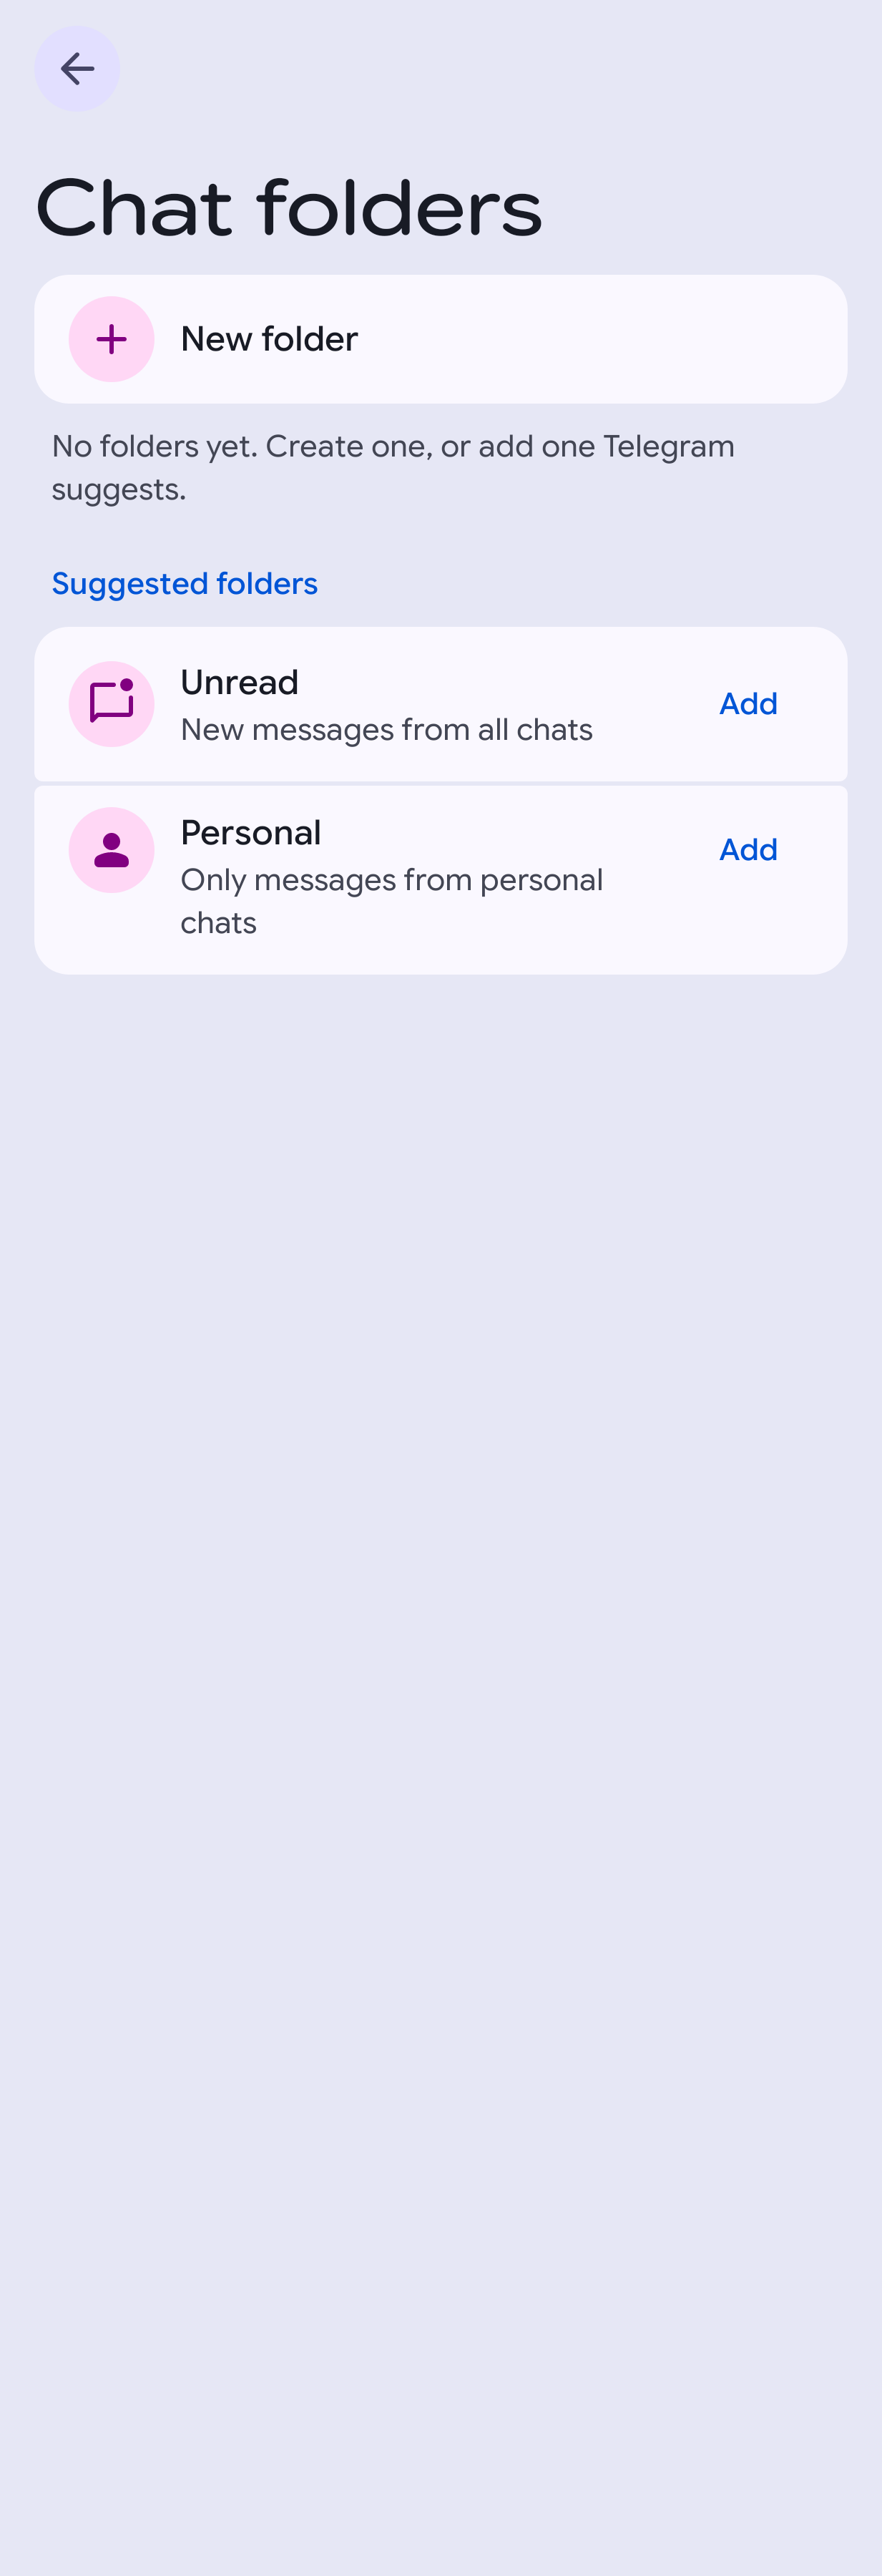 Chat folders
New folder
No folders yet. Create one, or add one Telegram
suggests.
Suggested folders
Unread
New messages from all chats
Add
Personal
Only messages from personal
chats
Add